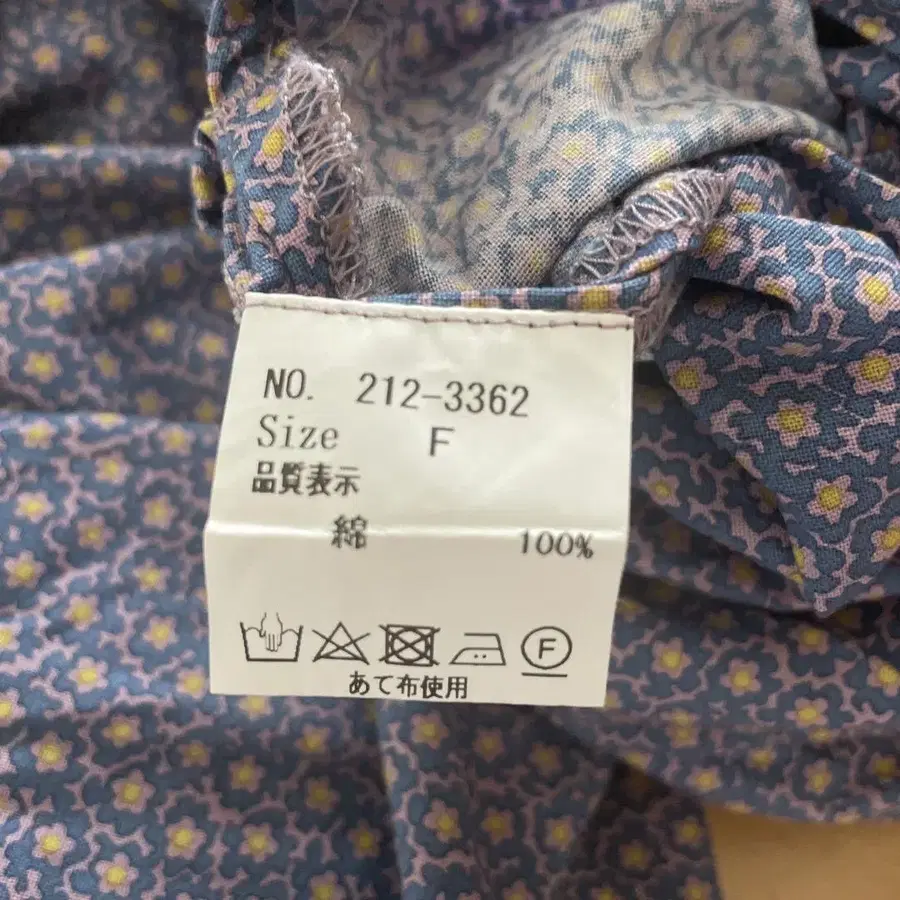 NO. 212-3362
Size F
品質表示
綿 100%
F
あて布使用